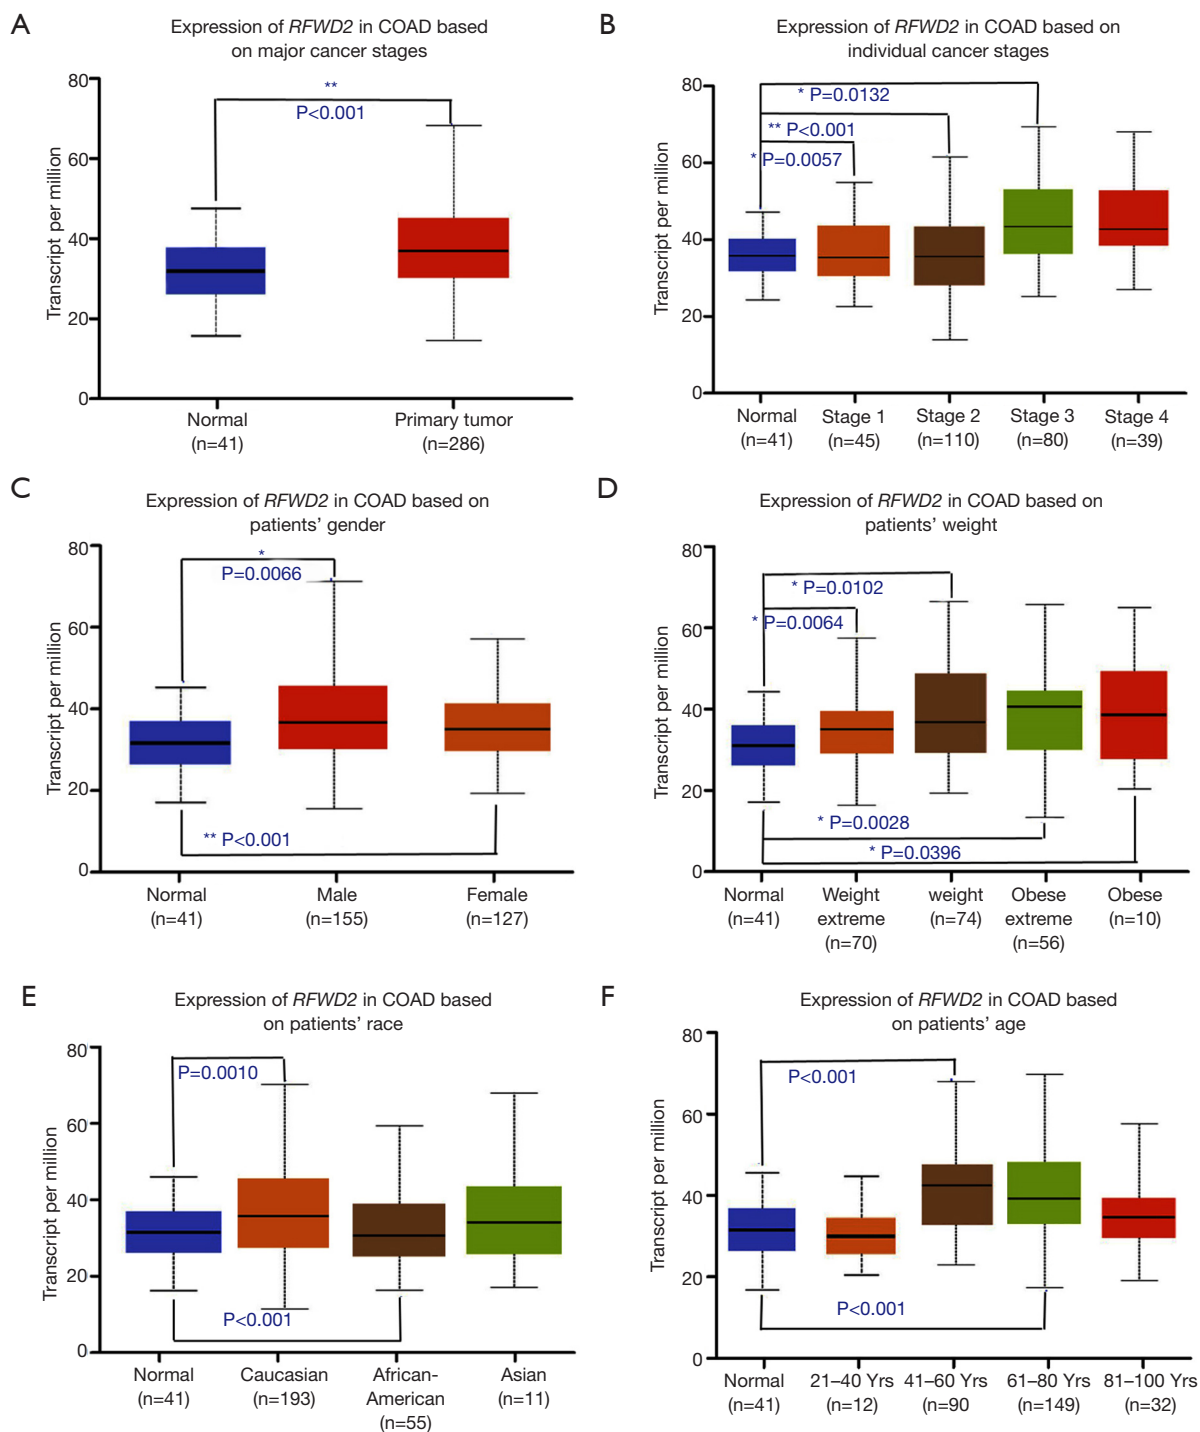 A
Expression of RFWD2 in COAD based
on major cancer stages
Transcript per million
80
60
40
20
0
**
P<0.001
Normal
(n=41)
Primary tumor
(n=286)
B
Expression of RFWD2 in COAD based on
individual cancer stages
Transcript per million
80
60
40
20
0
* P=0.0132
** P<0.001
* P=0.0057
Normal
(n=41)
Stage 1
(n=45)
Stage 2
(n=110)
Stage 3
(n=80)
Stage 4
(n=39)
C
Expression of RFWD2 in COAD based on
patients' gender
Transcript per million
80
60
40
20
0
*
P=0.0066
** P<0.001
Normal
(n=41)
Male
(n=155)
Female
(n=127)
D
Expression of RFWD2 in COAD based on
patients' weight
Transcript per million
80
60
40
20
0
* P=0.0102
* P=0.0064
* P=0.0028
* P=0.0396
Normal
(n=41)
Weight
extreme
(n=70)
weight
(n=74)
Obese
extreme
(n=56)
Obese
(n=10)
E
Expression of RFWD2 in COAD based
on patients' race
Transcript per million
80
60
40
20
0
P=0.0010
P<0.001
Normal
(n=41)
Caucasian
(n=193)
African-
American
(n=55)
Asian
(n=11)
F
Expression of RFWD2 in COAD based
on patients' age
Transcript per million
80
60
40
20
0
P<0.001
P<0.001
Normal
(n=41)
21–40 Yrs
(n=12)
41–60 Yrs
(n=90
61–80 Yrs
(n=149)
81–100 Yrs
(n=32)